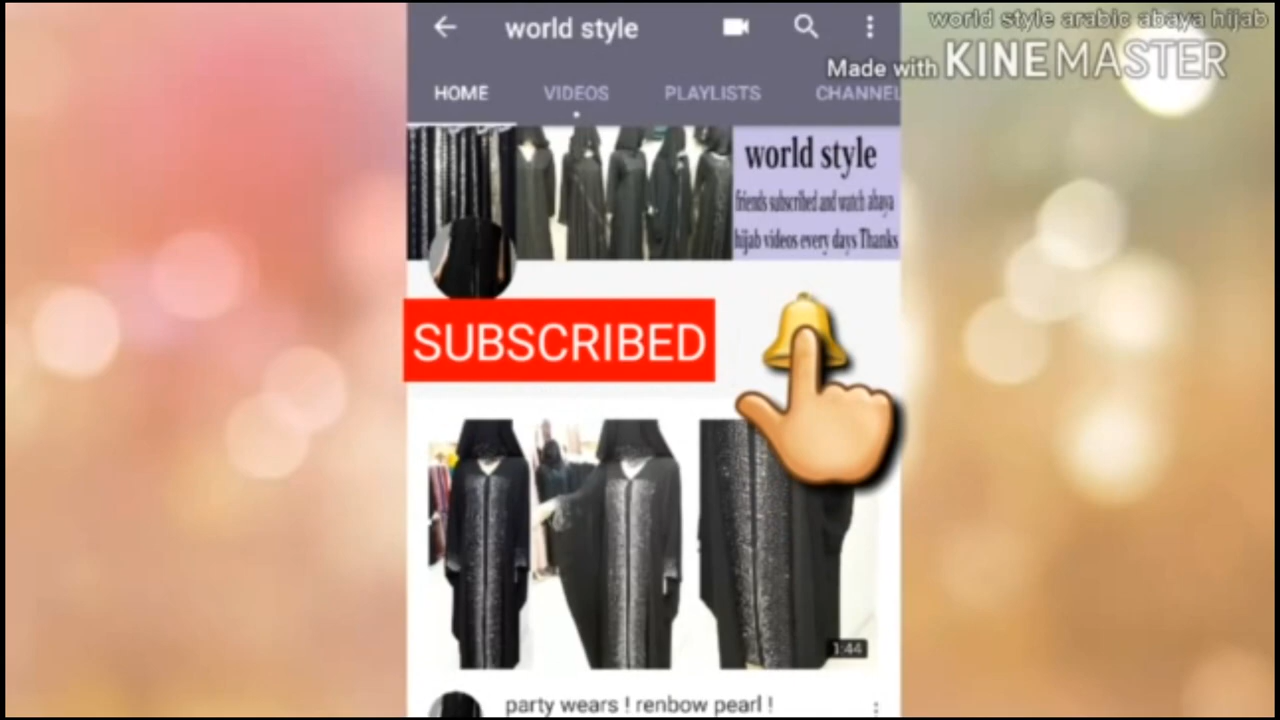 world style arabic abaya hijab
Made with KINEMASTER
world style
HOME VIDEOS PLAYLISTS CHANNEL
world style
friends subscribed and watch abaya
hijab videos every days Thanks
SUBSCRIBED
1:44
party wears ! renbow pearl !